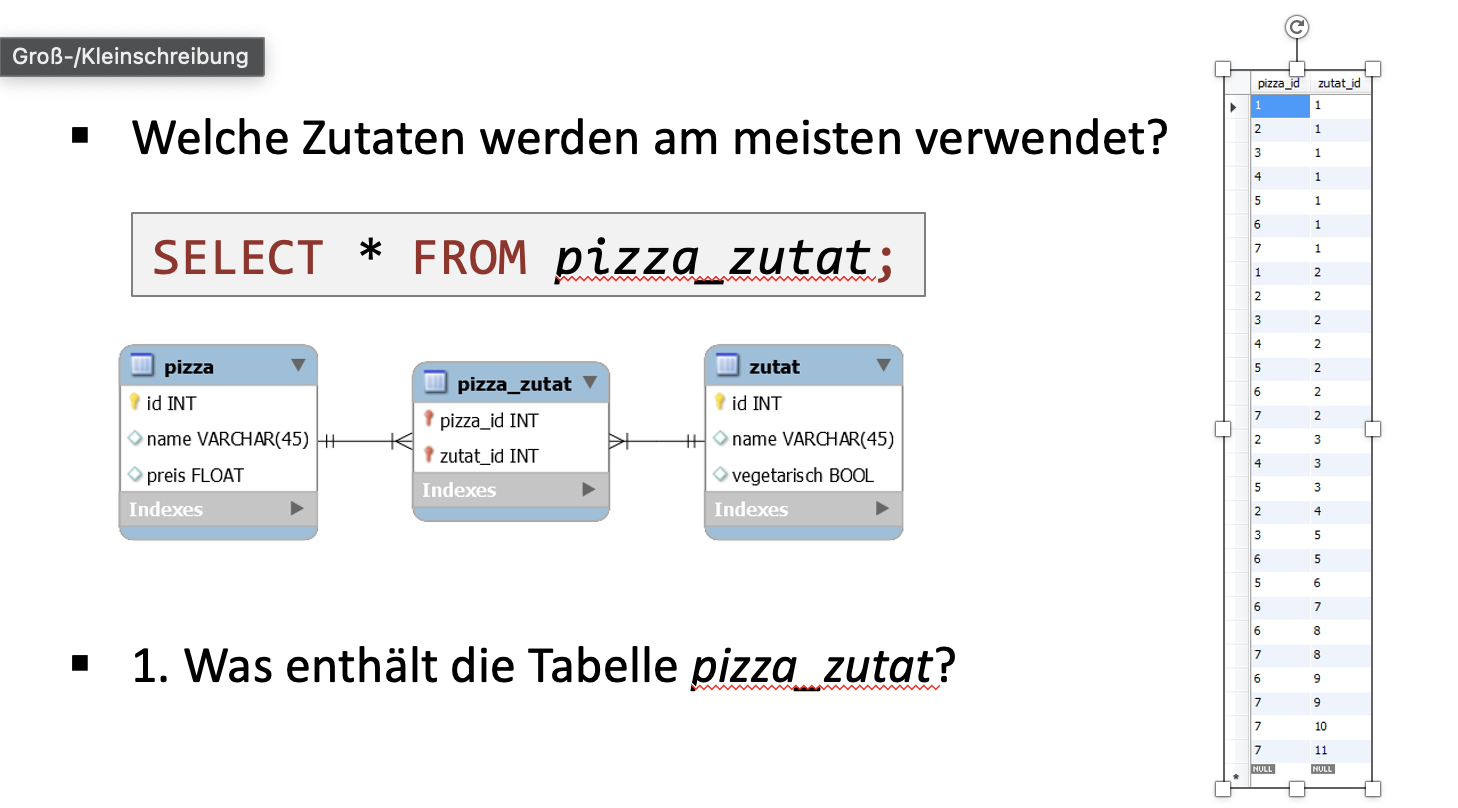 Groß-/Kleinschreibung
▪ Welche Zutaten werden am meisten verwendet?
SELECT * FROM pizza_zutat;
pizza
id INT
name VARCHAR(45)
preis FLOAT
Indexes
pizza_zutat
pizza_id INT
zutat_id INT
Indexes
zutat
id INT
name VARCHAR(45)
vegetarisch BOOL
Indexes
▪ 1. Was enthält die Tabelle pizza_zutat?
pizza_id zutat_id
1 1
2 1
3 1
4 1
5 1
6 1
7 1
1 2
2 2
3 2
4 2
5 2
6 2
7 2
2 3
4 3
5 3
2 4
3 5
6 5
5 6
6 7
6 8
7 8
6 9
7 9
7 10
7 11
* NULL NULL